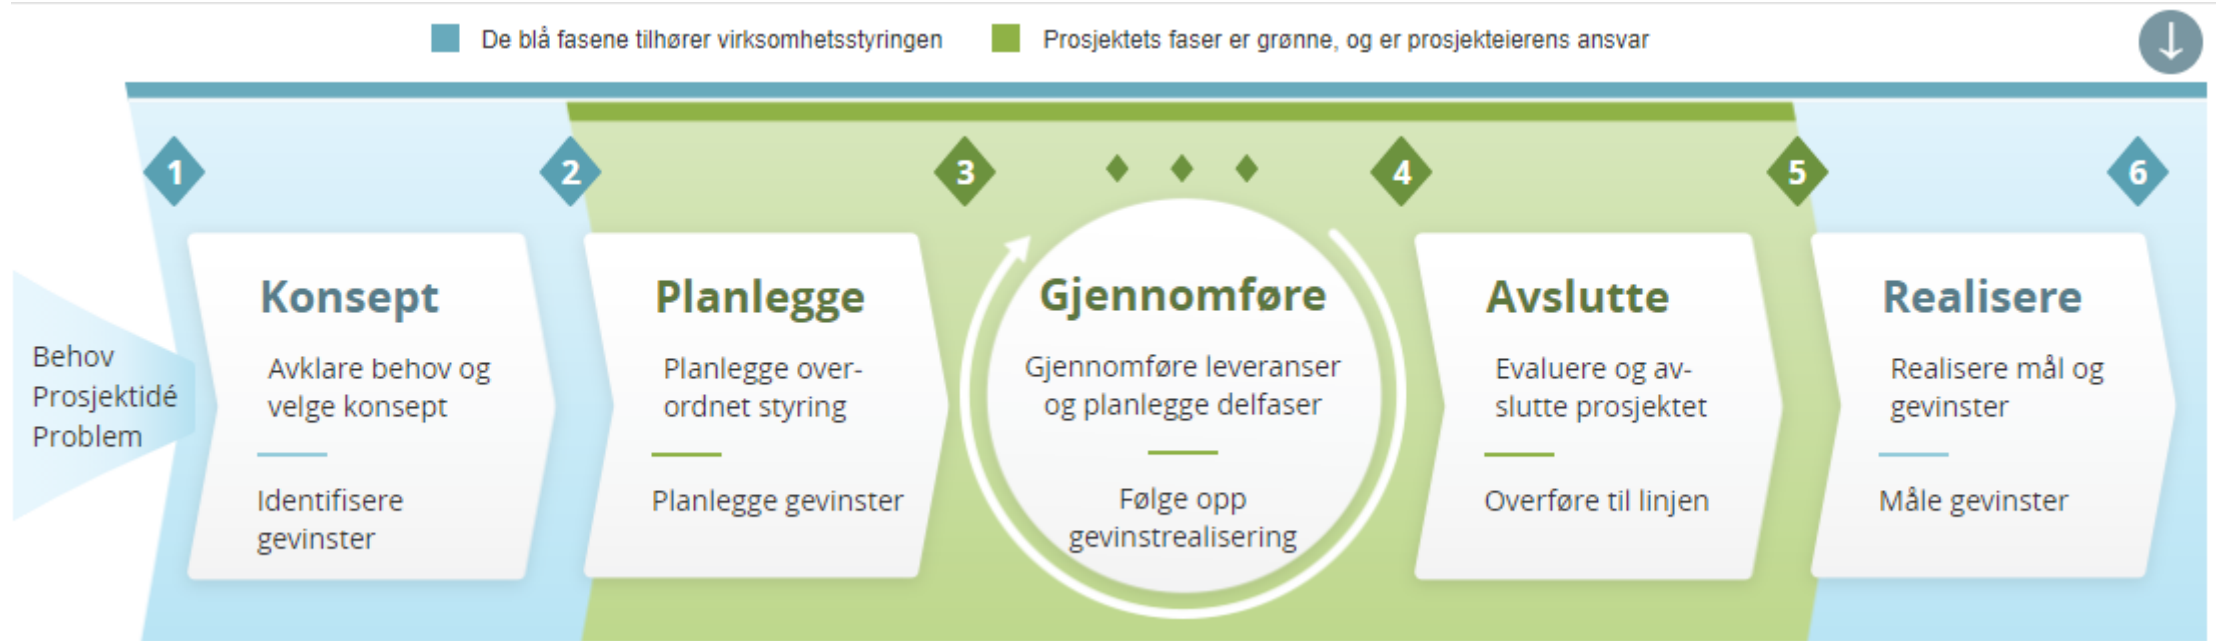 De blå fasene tilhører virksomhetsstyringen
Prosjektets faser er grønne, og er prosjekteierens ansvar
1
2
3
4
5
6
Behov
Prosjektidé
Problem
Konsept
Avklare behov og
velge konsept
Identifisere
gevinster
Planlegge
Planlegge over-
ordnet styring
Planlegge gevinster
Gjennomføre
Gjennomføre leveranser
og planlegge delfaser
Følge opp
gevinstrealisering
Avslutte
Evaluere og av-
slutte prosjektet
Overføre til linjen
Realisere
Realisere mål og
gevinster
Måle gevinster